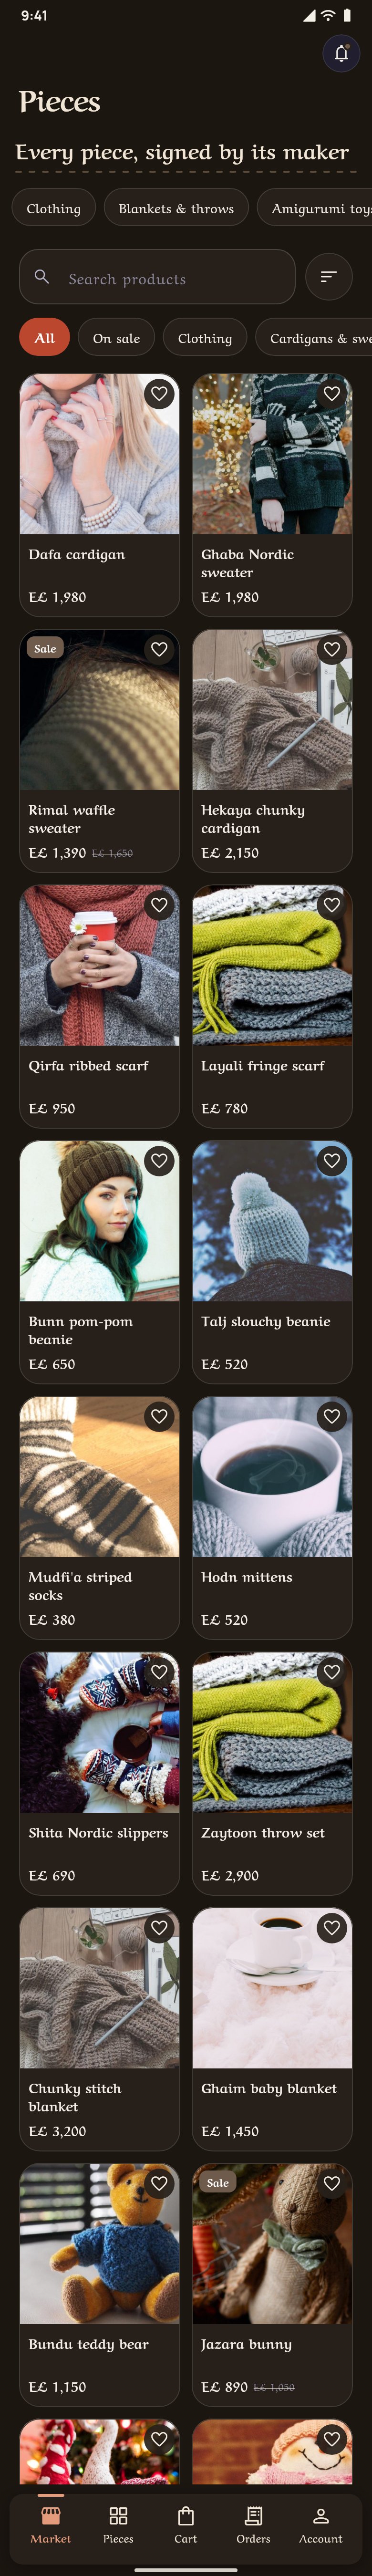 9:41
Pieces
Every piece, signed by its maker
Clothing
Blankets & throws
Amigurumi toys
Search products
All
On sale
Clothing
Cardigans & swe
Dafa cardigan
E£ 1,980
Ghaba Nordic
sweater
E£ 1,980
Sale
Rimal waffle
sweater
E£ 1,390 E£ 1,650
Hekaya chunky
cardigan
E£ 2,150
Qirfa ribbed scarf
E£ 950
Layali fringe scarf
E£ 780
Bunn pom-pom
beanie
E£ 650
Talj slouchy beanie
E£ 520
Mudfi'a striped
socks
E£ 380
Hodn mittens
E£ 520
Shita Nordic slippers
E£ 690
Zaytoon throw set
E£ 2,900
Chunky stitch
blanket
E£ 3,200
Ghaim baby blanket
E£ 1,450
Bundu teddy bear
E£ 1,150
Sale
Jazara bunny
E£ 890 E£ 1,050
Market
Pieces
Cart
Orders
Account